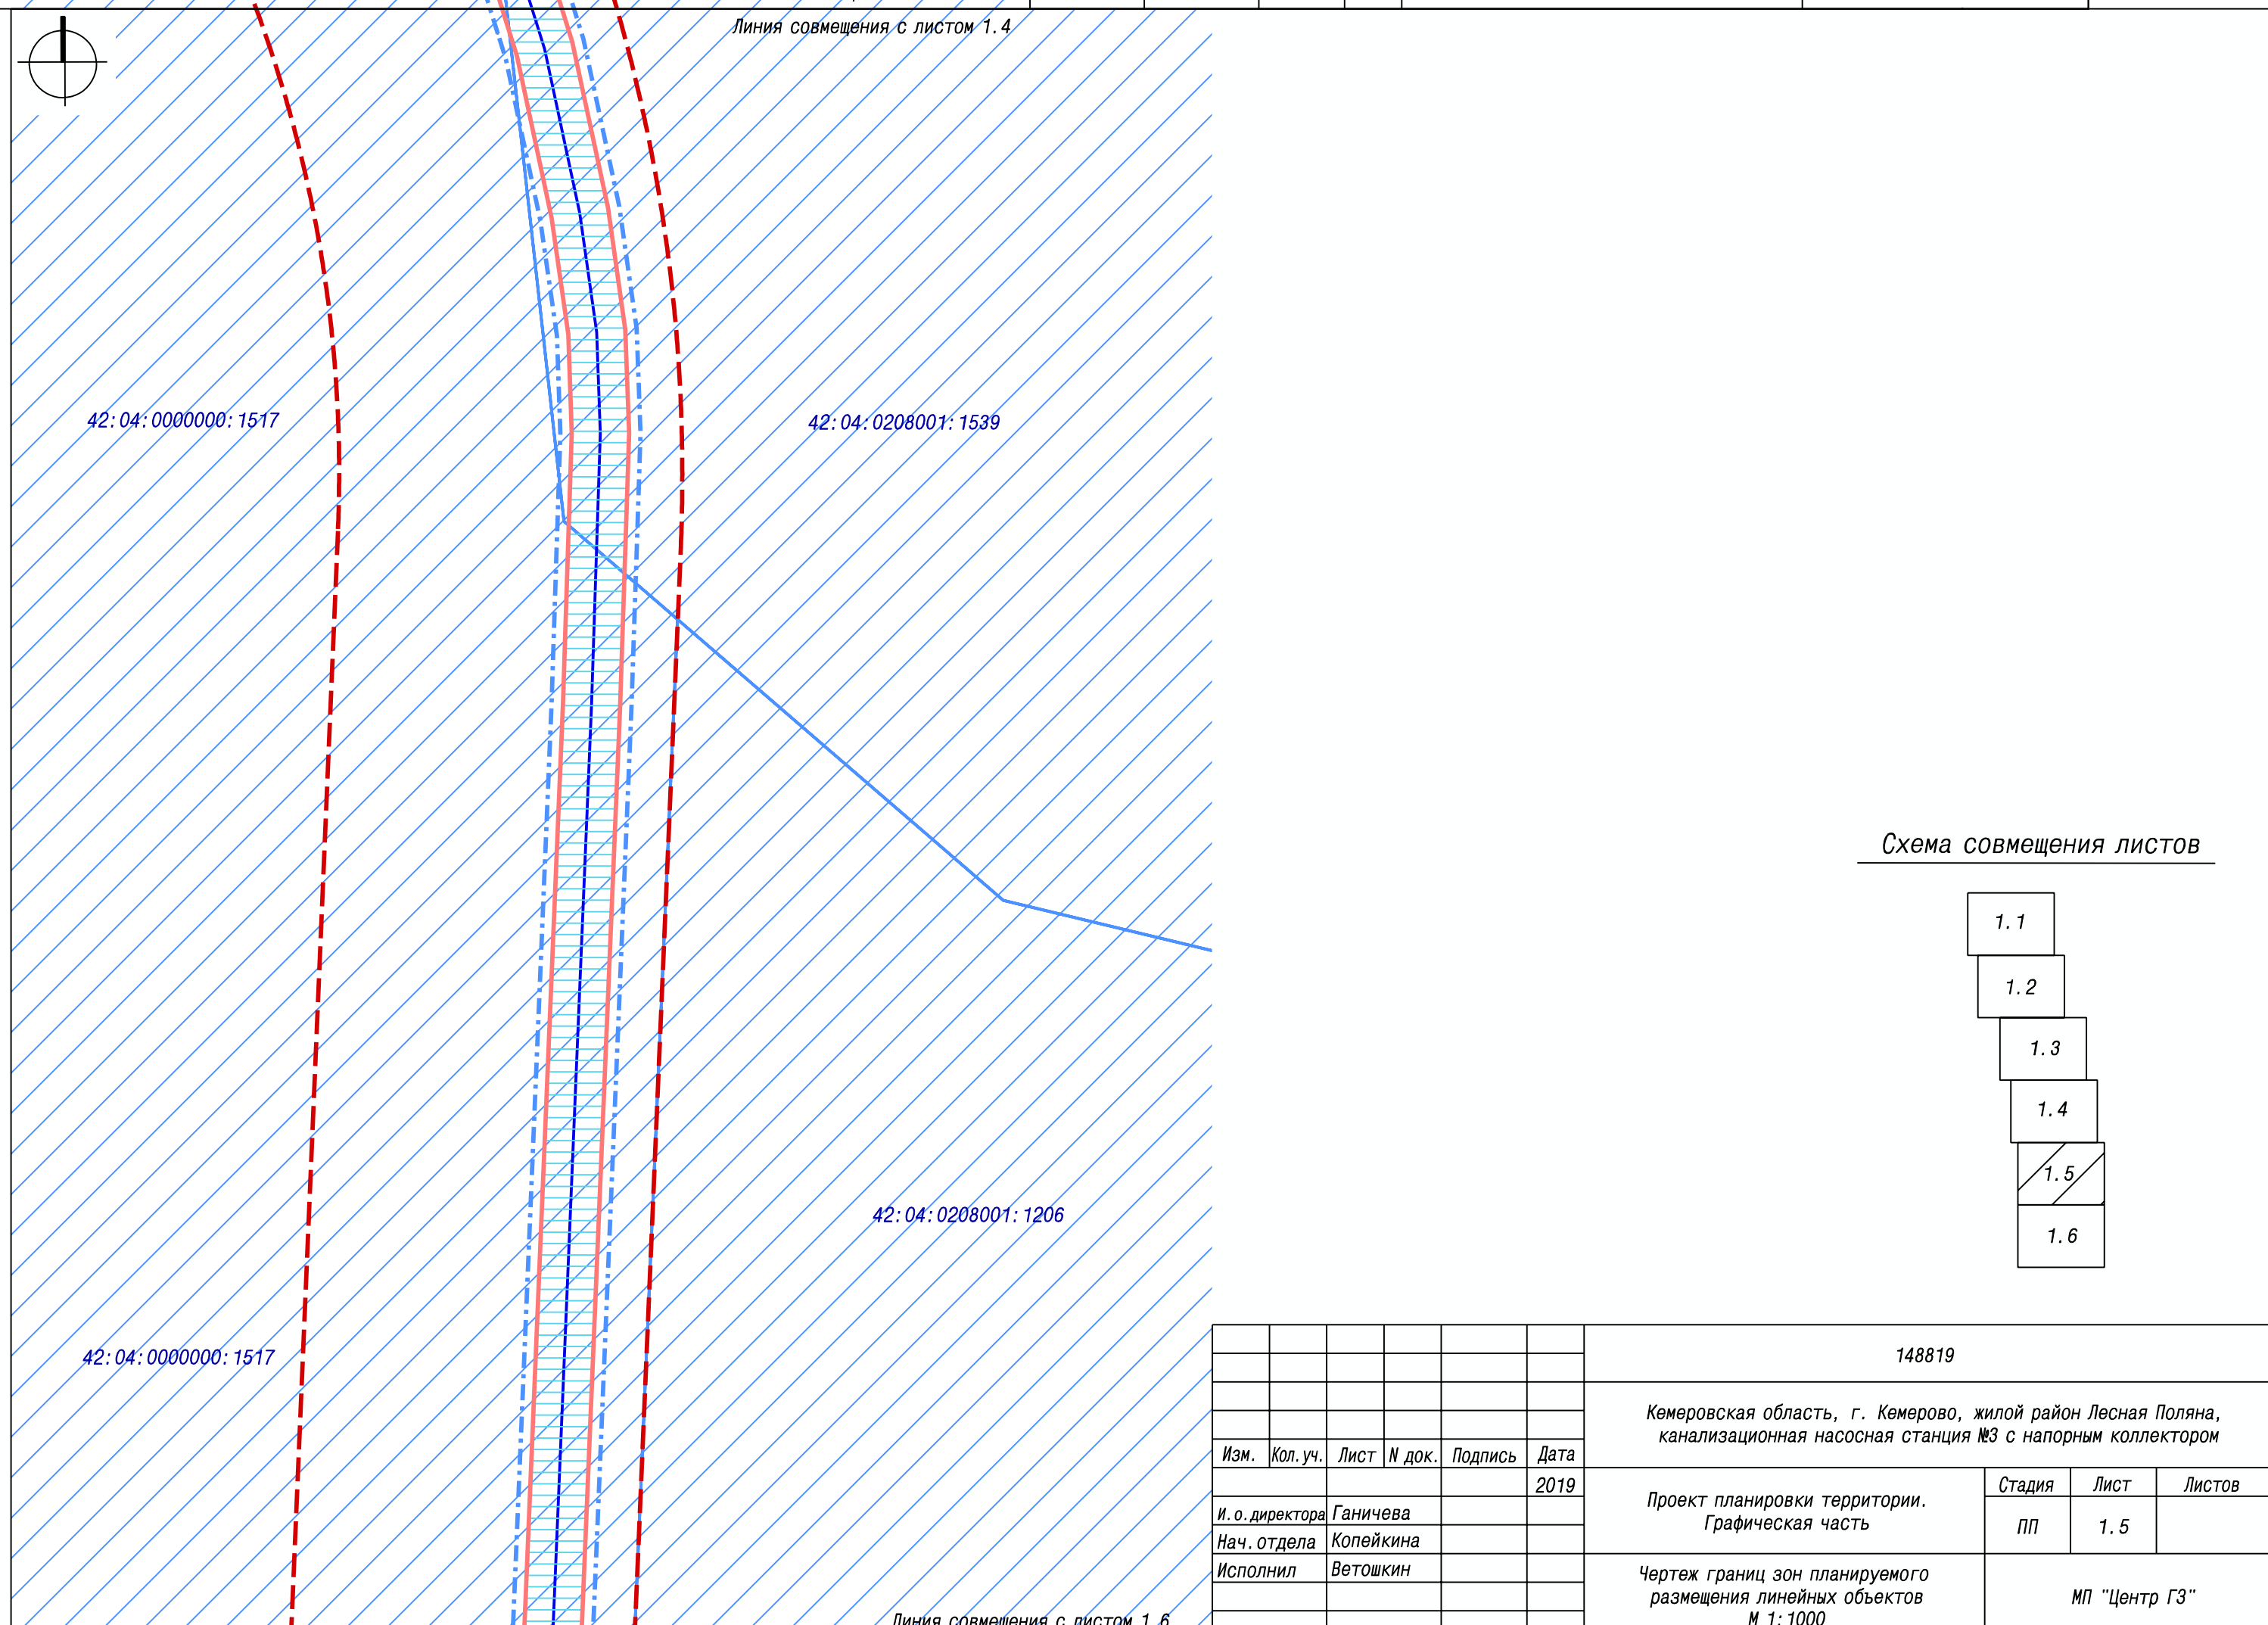 Линия совмещения с листом 1.4
42:04:0000000:1517
42:04:0208001:1539
Схема совмещения листов
1.1
1.2
1.3
1.4
1.5
1.6
42:04:0208001:1206
42:04:0000000:1517
Линия совмещения с листом 1.6
148819
Кемеровская область, г. Кемерово, жилой район Лесная Поляна,
канализационная насосная станция №3 с напорным коллектором
Изм. Кол.уч. Лист N док. Подпись Дата
2019
И.о.директора Ганичева
Нач.отдела Копейкина
Исполнил Ветошкин
Проект планировки территории.
Графическая часть
Стадия Лист Листов
ПП 1.5
Чертеж границ зон планируемого
размещения линейных объектов
М 1:1000
МП "Центр ГЗ"